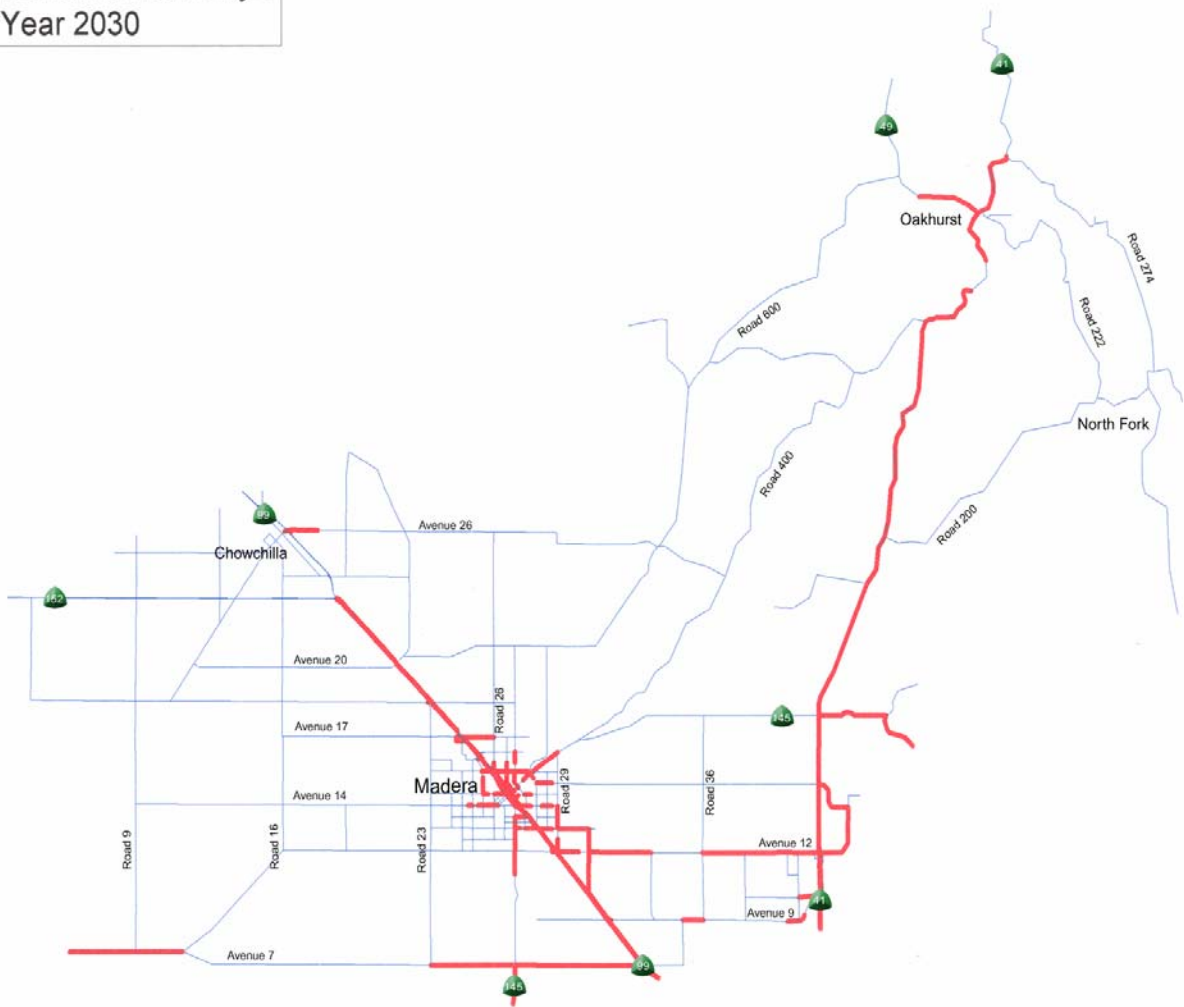 Year 2030
41
49
Oakhurst
Road 274
Road 600
Road 222
North Fork
Road 400
99
Avenue 26
Road 200
Chowchilla
152
Avenue 20
Road 26
145
Avenue 17
Madera
Road 29
Road 36
Avenue 14
Road 9
Road 16
Road 23
Avenue 12
41
Avenue 9
Avenue 7
99
145